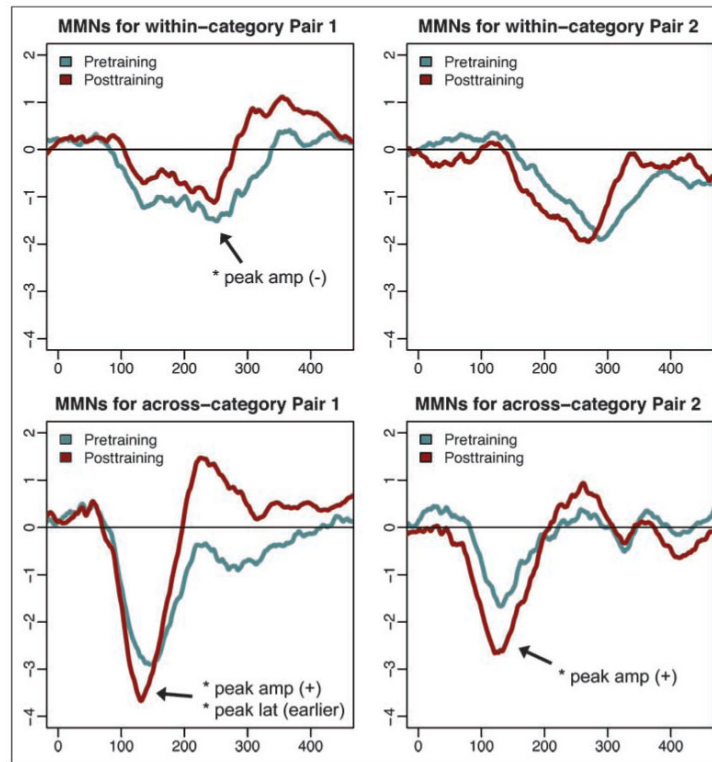 MMNs for within−category Pair 1
Pretraining
Posttraining
2
1
0
−1
−2
−3
−4
* peak amp (-)
0 100 200 300 400
MMNs for within−category Pair 2
Pretraining
Posttraining
2
1
0
−1
−2
−3
−4
0 100 200 300 400
MMNs for across−category Pair 1
Pretraining
Posttraining
2
1
0
−1
−2
−3
−4
* peak amp (+)
* peak lat (earlier)
0 100 200 300 400
MMNs for across−category Pair 2
Pretraining
Posttraining
2
1
0
−1
−2
−3
−4
* peak amp (+)
0 100 200 300 400